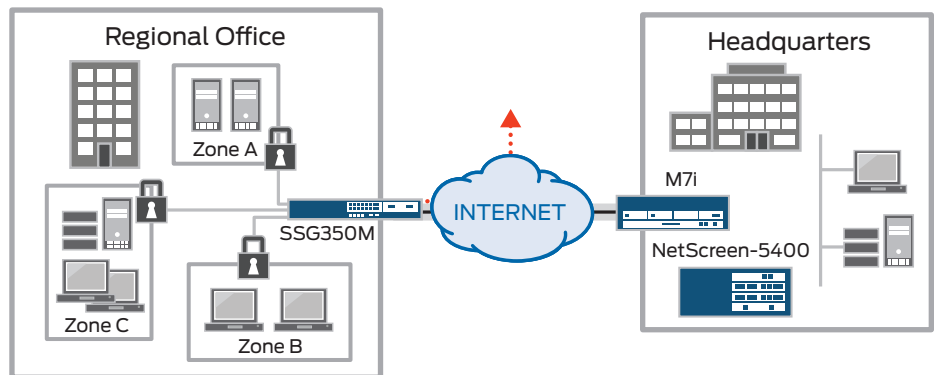 Regional Office
Zone A
SSG350M
Zone C
Zone B
INTERNET
Headquarters
M7i
NetScreen-5400